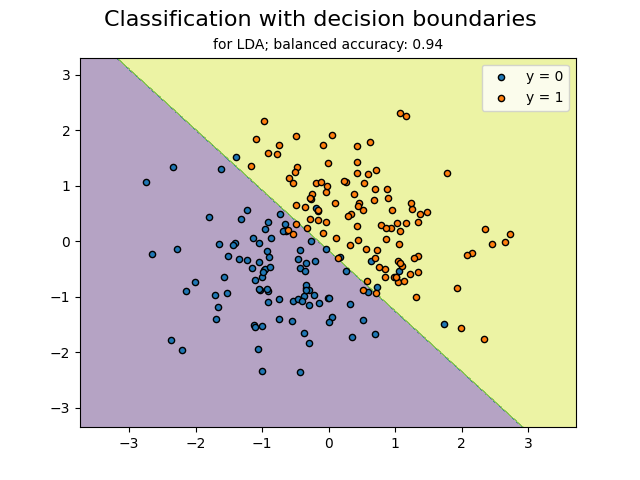 Classification with decision boundaries
for LDA; balanced accuracy: 0.94
y = 0
y = 1
3
2
1
0
−1
−2
−3
−3 −2 −1 0 1 2 3